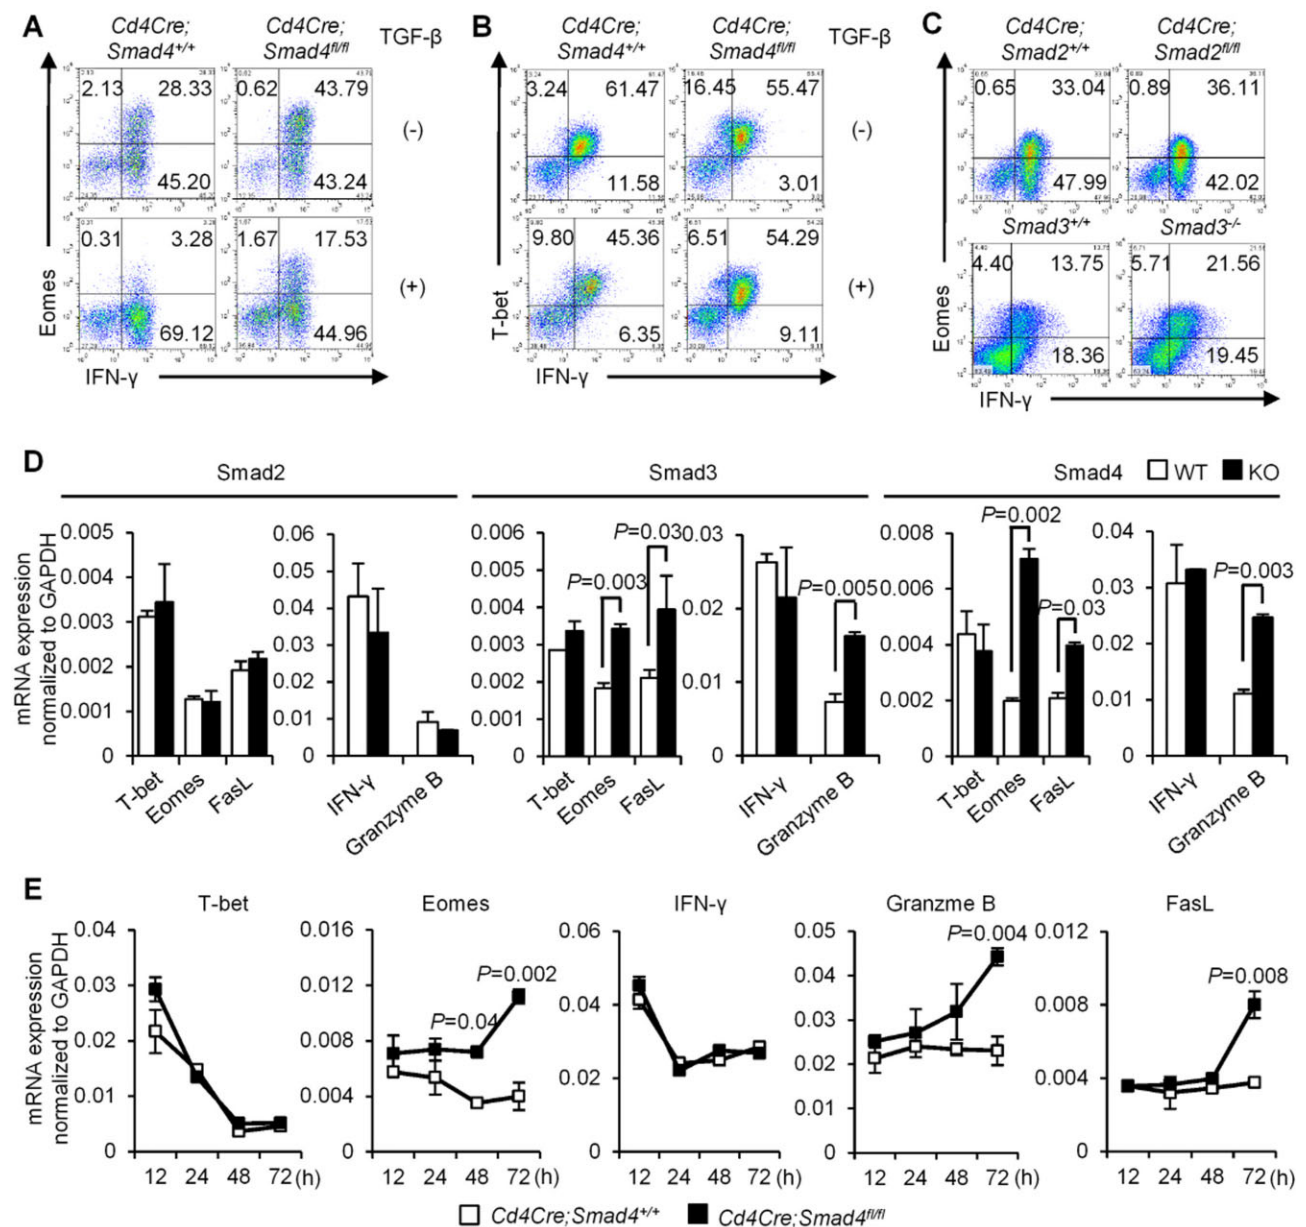 A
Cd4Cre; Smad4+/+
Cd4Cre; Smad4fl/fl
TGF-β
2.13 28.33
45.20
0.62 43.79
43.24
(-)
0.31 3.28
69.12
1.67 17.53
44.96
(+)
Eomes
IFN-γ
B
Cd4Cre; Smad4+/+
Cd4Cre; Smad4fl/fl
TGF-β
3.24 61.47
11.58
16.45 55.47
3.01
(-)
9.80 45.36
6.35
6.51 54.29
9.11
(+)
T-bet
IFN-γ
C
Cd4Cre; Smad2+/+
Cd4Cre; Smad2fl/fl
0.65 33.04
47.99
0.89 36.11
42.02
Smad3+/+
Smad3-/-
4.40 13.75
18.36
5.71 21.56
19.45
Eomes
IFN-γ
D
Smad2
Smad3
Smad4
WT
KO
mRNA expression
normalized to GAPDH
0.005
0.004
0.003
0.002
0.001
0
T-bet
Eomes
FasL
0.06
0.05
0.04
0.03
0.02
0.01
0
IFN-γ
Granzyme B
0.006
0.005
0.004
0.003
0.002
0.001
0
P=0.003
P=0.03
T-bet
Eomes
FasL
0.03
0.02
0.01
0
P=0.005
IFN-γ
Granzyme B
0.008
0.006
0.004
0.002
0
P=0.002
P=0.03
T-bet
Eomes
FasL
0.04
0.03
0.02
0.01
0
P=0.003
IFN-γ
Granzyme B
E
mRNA expression
normalized to GAPDH
T-bet
0.04
0.03
0.02
0.01
0
12 24 48 72 (h)
Eomes
0.016
0.012
0.008
0.004
0
P=0.04
P=0.002
12 24 48 72 (h)
IFN-γ
0.06
0.04
0.02
0
12 24 48 72 (h)
Granzme B
0.05
0.04
0.03
0.02
0.01
0
P=0.004
12 24 48 72 (h)
FasL
0.012
0.008
0.004
0
P=0.008
12 24 48 72 (h)
Cd4Cre;Smad4+/+
Cd4Cre;Smad4fl/fl